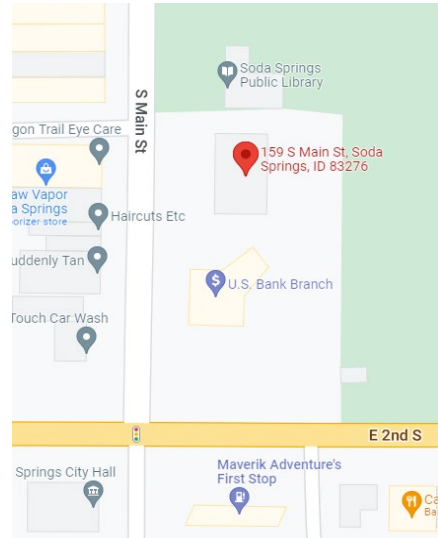 Soda Springs
Public Library
S Main St
gon Trail Eye Care
159 S Main St, Soda
Springs, ID 83276
aw Vapor
a Springs
orizer store
Haircuts Etc
uddenly Tan
U.S. Bank Branch
Touch Car Wash
E 2nd S
Springs City Hall
Maverik Adventure's
First Stop
Ca
Ba